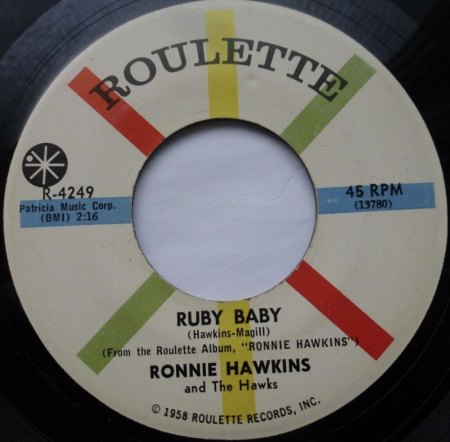 ROULETTE
R-4249
Patricia Music Corp.
(BMI) 2:16
45 RPM
(13780)
RUBY BABY
(Hawkins-Magill)
(From the Roulette Album, "RONNIE HAWKINS")
RONNIE HAWKINS
and The Hawks
© 1958 ROULETTE RECORDS, INC.